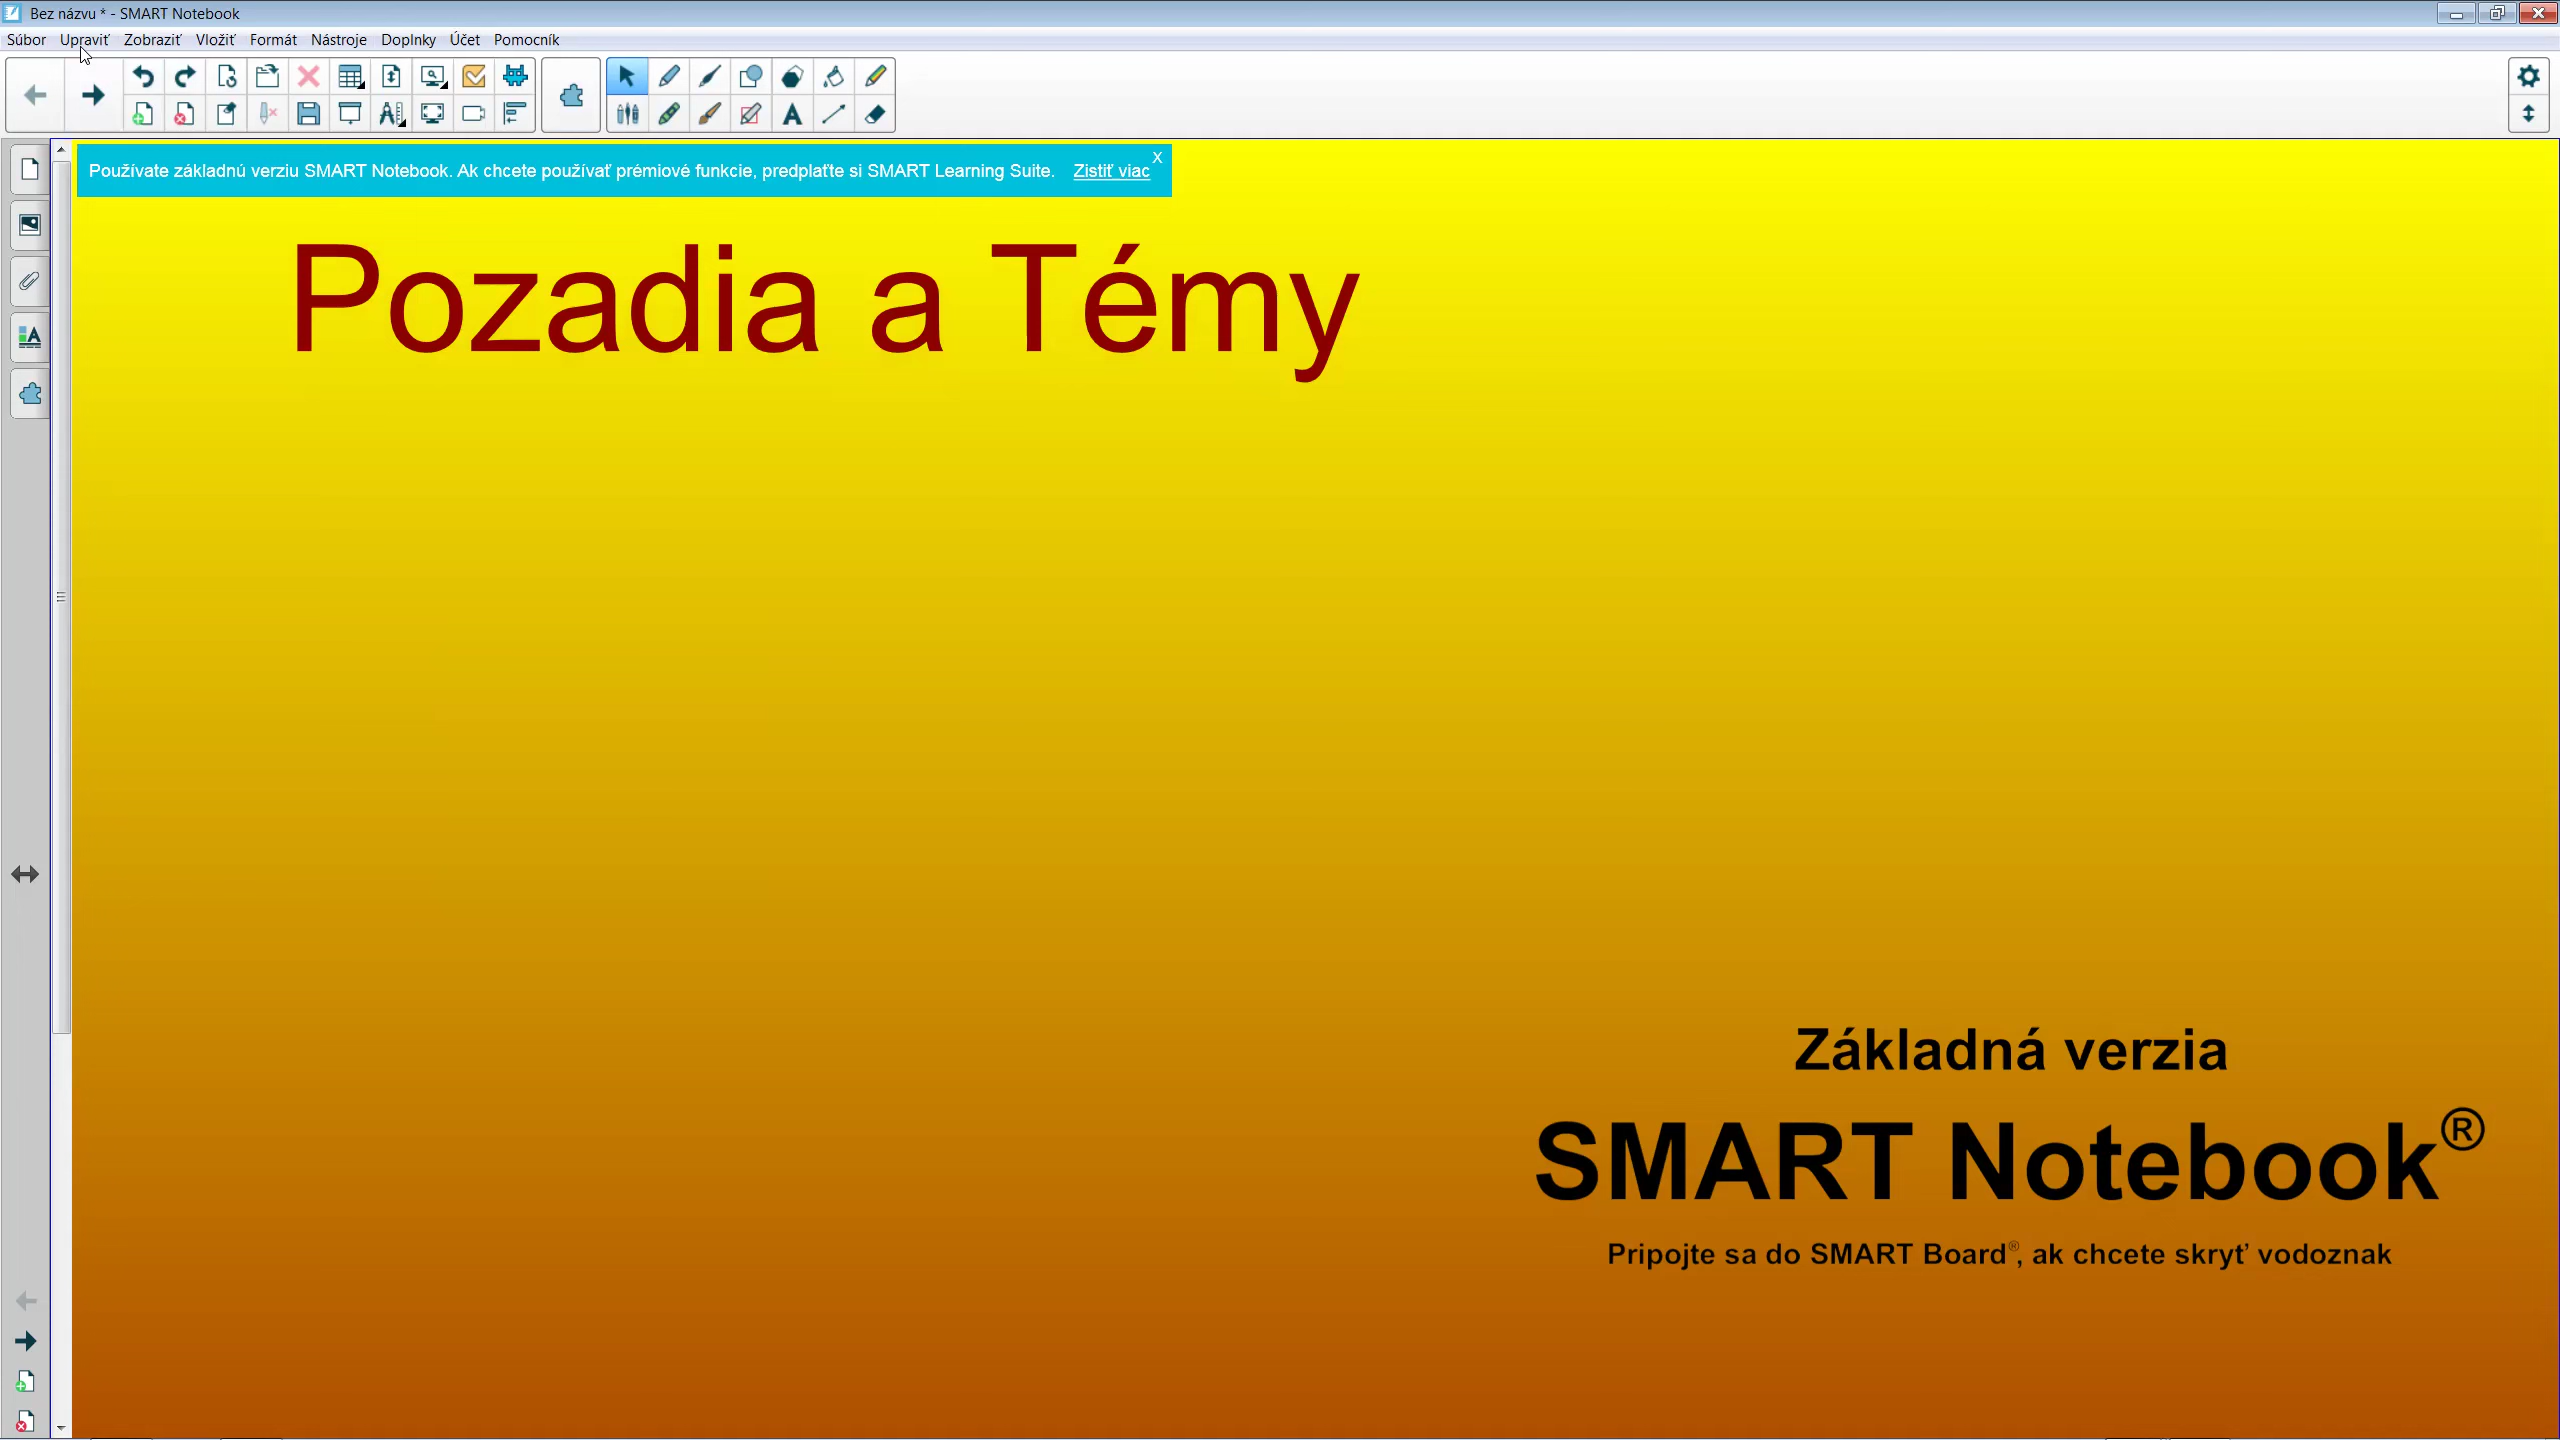 Bez názvu * - SMART Notebook
Súbor Upraviť Zobraziť Vložiť Formát Nástroje Doplnky Účet Pomocník
Používate základnú verziu SMART Notebook. Ak chcete používať prémiové funkcie, predplaťte si SMART Learning Suite. Zistiť viac X
Pozadia a Témy
Základná verzia
SMART Notebook®
Pripojte sa do SMART Board®, ak chcete skryť vodoznak